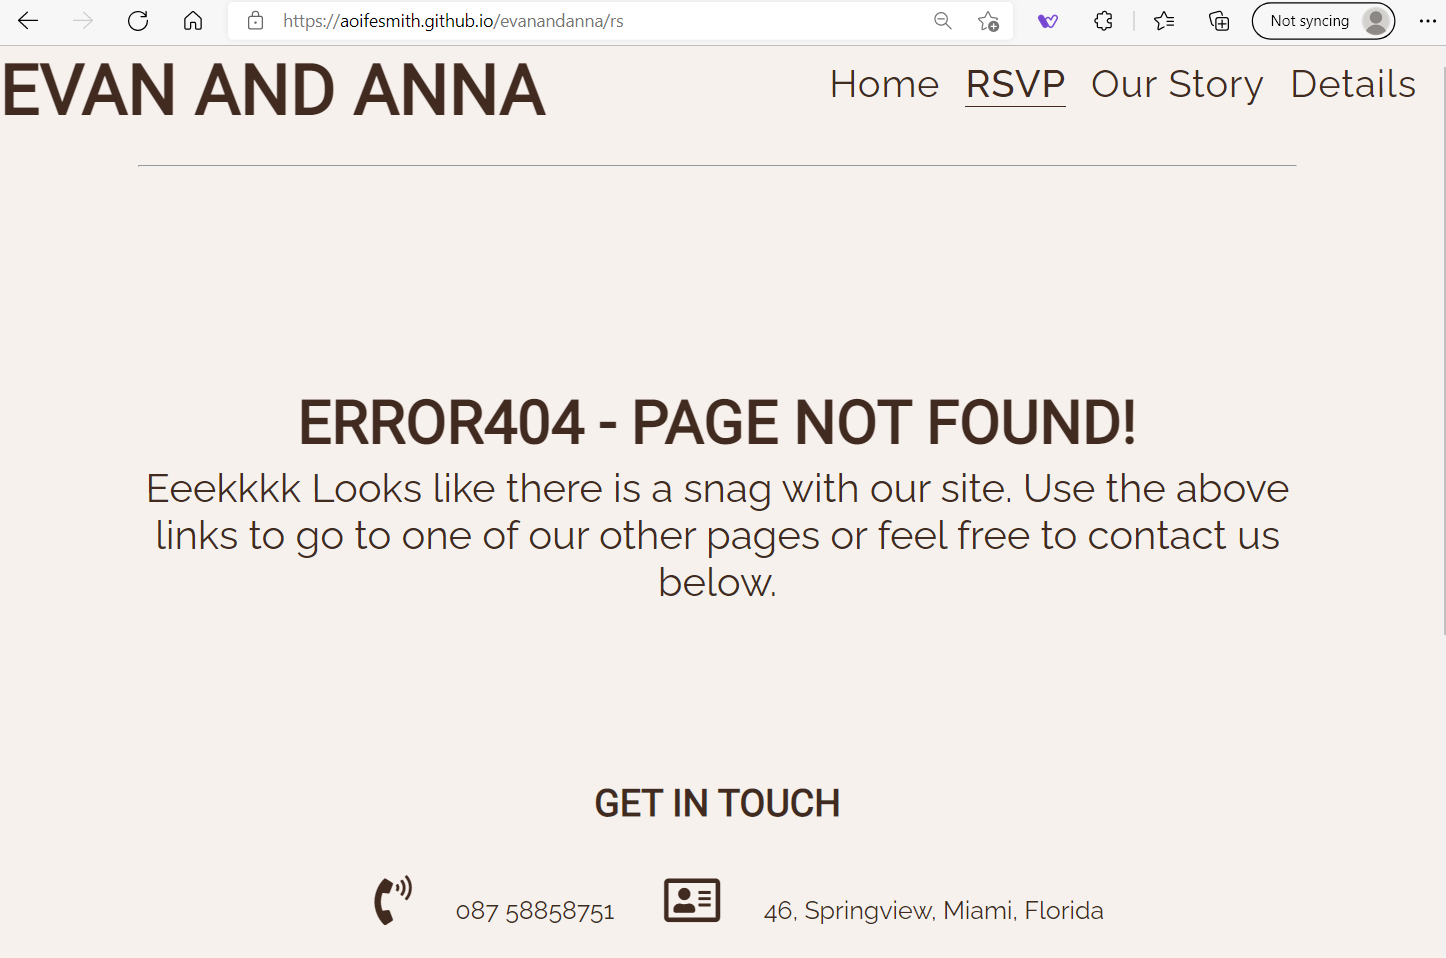 https://aoifesmith.github.io/evanandanna/rs
Not syncing
EVAN AND ANNA
Home RSVP Our Story Details
ERROR404 - PAGE NOT FOUND!
Eeekkkk Looks like there is a snag with our site. Use the above
links to go to one of our other pages or feel free to contact us
below.
GET IN TOUCH
087 58858751
46, Springview, Miami, Florida